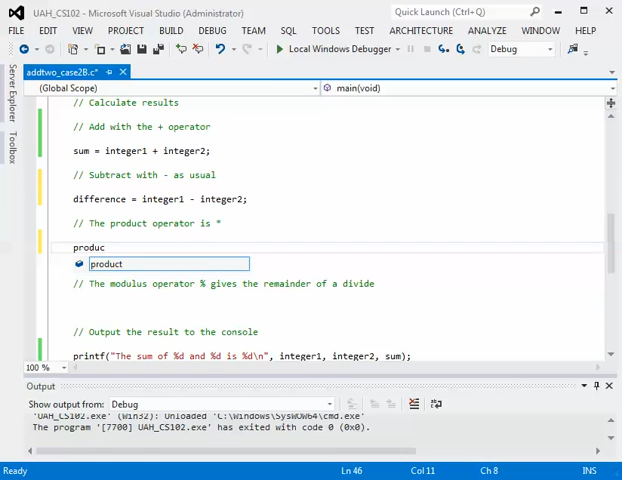 UAH_CS102 - Microsoft Visual Studio (Administrator)
Quick Launch (Ctrl+Q)
FILE EDIT VIEW PROJECT BUILD DEBUG TEAM SQL TOOLS TEST ARCHITECTURE ANALYZE WINDOW HELP
Local Windows Debugger
Debug
Server Explorer
Toolbox
addtwo_case2B.c*
(Global Scope)
main(void)
// Calculate results
// Add with the + operator
sum = integer1 + integer2;
// Subtract with - as usual
difference = integer1 - integer2;
// The product operator is *
produc
product
// The modulus operator % gives the remainder of a divide
// Output the result to the console
printf("The sum of %d and %d is %d\n", integer1, integer2, sum);
100 %
Output
Show output from: Debug
'UAH_CS102.exe' (Win32): Unloaded 'C:\Windows\SysWOW64\cmd.exe'
The program '[7700] UAH_CS102.exe' has exited with code 0 (0x0).
Ready
Ln 46
Col 11
Ch 8
INS